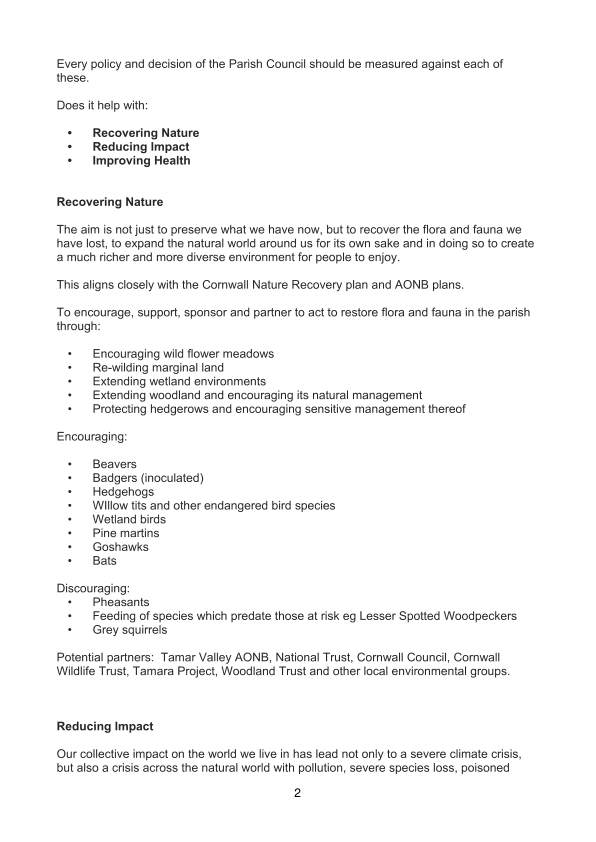 Every policy and decision of the Parish Council should be measured against each of
these.
Does it help with:
• Recovering Nature
• Reducing Impact
• Improving Health
Recovering Nature
The aim is not just to preserve what we have now, but to recover the flora and fauna we
have lost, to expand the natural world around us for its own sake and in doing so to create
a much richer and more diverse environment for people to enjoy.
This aligns closely with the Cornwall Nature Recovery plan and AONB plans.
To encourage, support, sponsor and partner to act to restore flora and fauna in the parish
through:
• Encouraging wild flower meadows
• Re-wilding marginal land
• Extending wetland environments
• Extending woodland and encouraging its natural management
• Protecting hedgerows and encouraging sensitive management thereof
Encouraging:
• Beavers
• Badgers (inoculated)
• Hedgehogs
• WIllow tits and other endangered bird species
• Wetland birds
• Pine martins
• Goshawks
• Bats
Discouraging:
• Pheasants
• Feeding of species which predate those at risk eg Lesser Spotted Woodpeckers
• Grey squirrels
Potential partners:  Tamar Valley AONB, National Trust, Cornwall Council, Cornwall
Wildlife Trust, Tamara Project, Woodland Trust and other local environmental groups.
Reducing Impact
Our collective impact on the world we live in has lead not only to a severe climate crisis,
but also a crisis across the natural world with pollution, severe species loss, poisoned
2